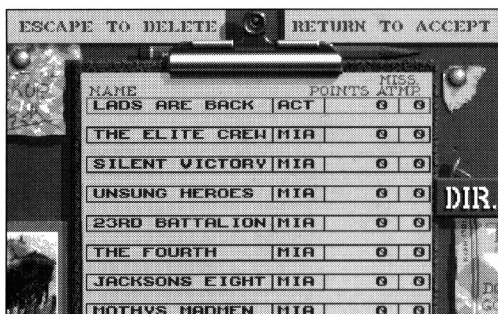 ESCAPE TO DELETE RETURN TO ACCEPT
MISS.
NAME POINTS ATMP.
LADS ARE BACK ACT 0 0
THE ELITE CREW MIA 0 0
SILENT VICTORY MIA 0 0
UNSUNG HEROES MIA 0 0
DIR.
23RD BATTALION MIA 0 0
THE FOURTH MIA 0 0
JACKSONS EIGHT MIA 0 0
MOTHYS MADMEN MIA 0 0